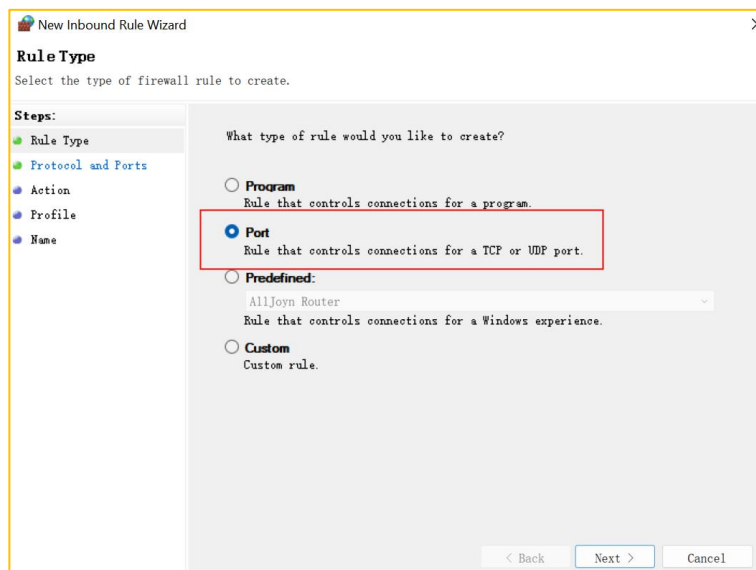 New Inbound Rule Wizard
Rule Type
Select the type of firewall rule to create.
Steps:
Rule Type
Protocol and Ports
Action
Profile
Name
What type of rule would you like to create?
Program
Rule that controls connections for a program.
Port
Rule that controls connections for a TCP or UDP port.
Predefined:
AllJoyn Router
Rule that controls connections for a Windows experience.
Custom
Custom rule.
< Back Next > Cancel